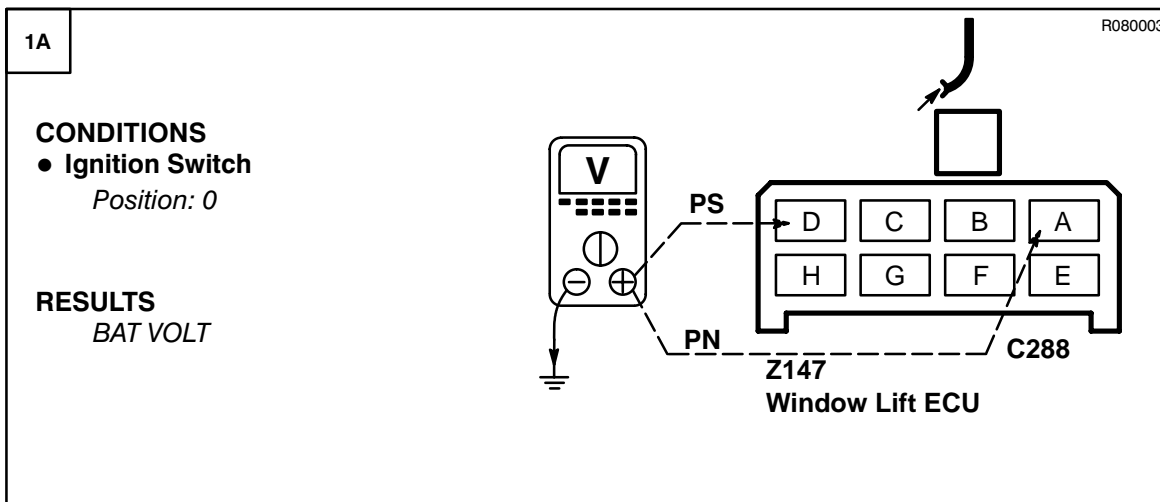 1A
R080003
CONDITIONS
● Ignition Switch
Position: 0
RESULTS
BAT VOLT
V
PS
PN
D C B A
H G F E
C288
Z147
Window Lift ECU